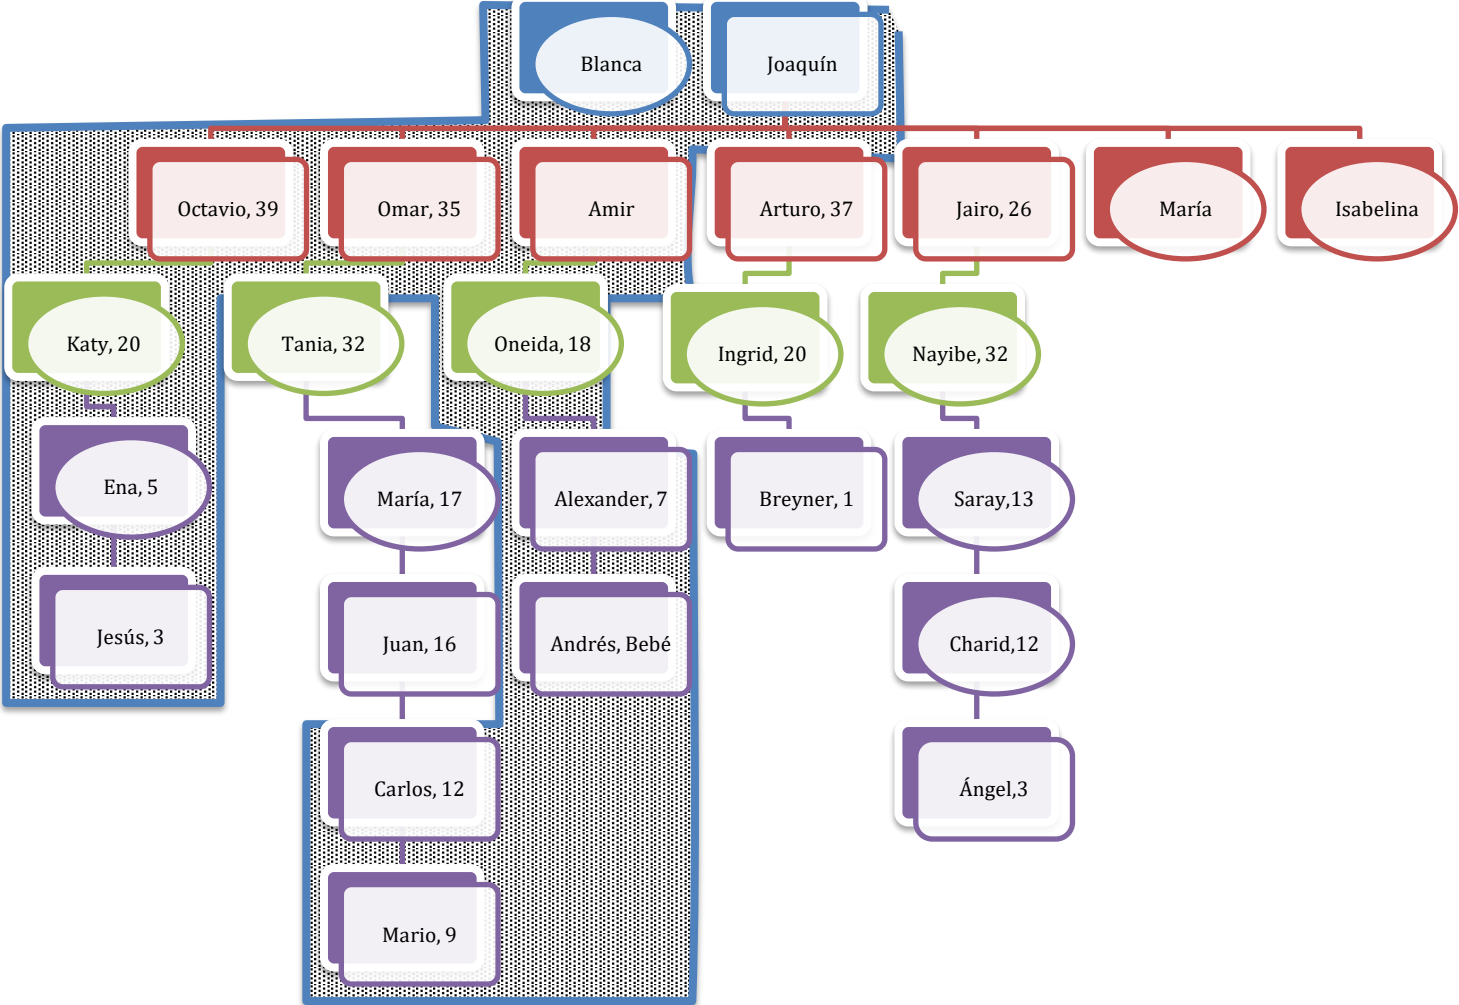 Blanca
Joaquín
Octavio, 39
Omar, 35
Amir
Arturo, 37
Jairo, 26
María
Isabelina
Katy, 20
Tania, 32
Oneida, 18
Ingrid, 20
Nayibe, 32
Ena, 5
María, 17
Alexander, 7
Breyner, 1
Saray,13
Jesús, 3
Juan, 16
Andrés, Bebé
Charid,12
Carlos, 12
Ángel,3
Mario, 9